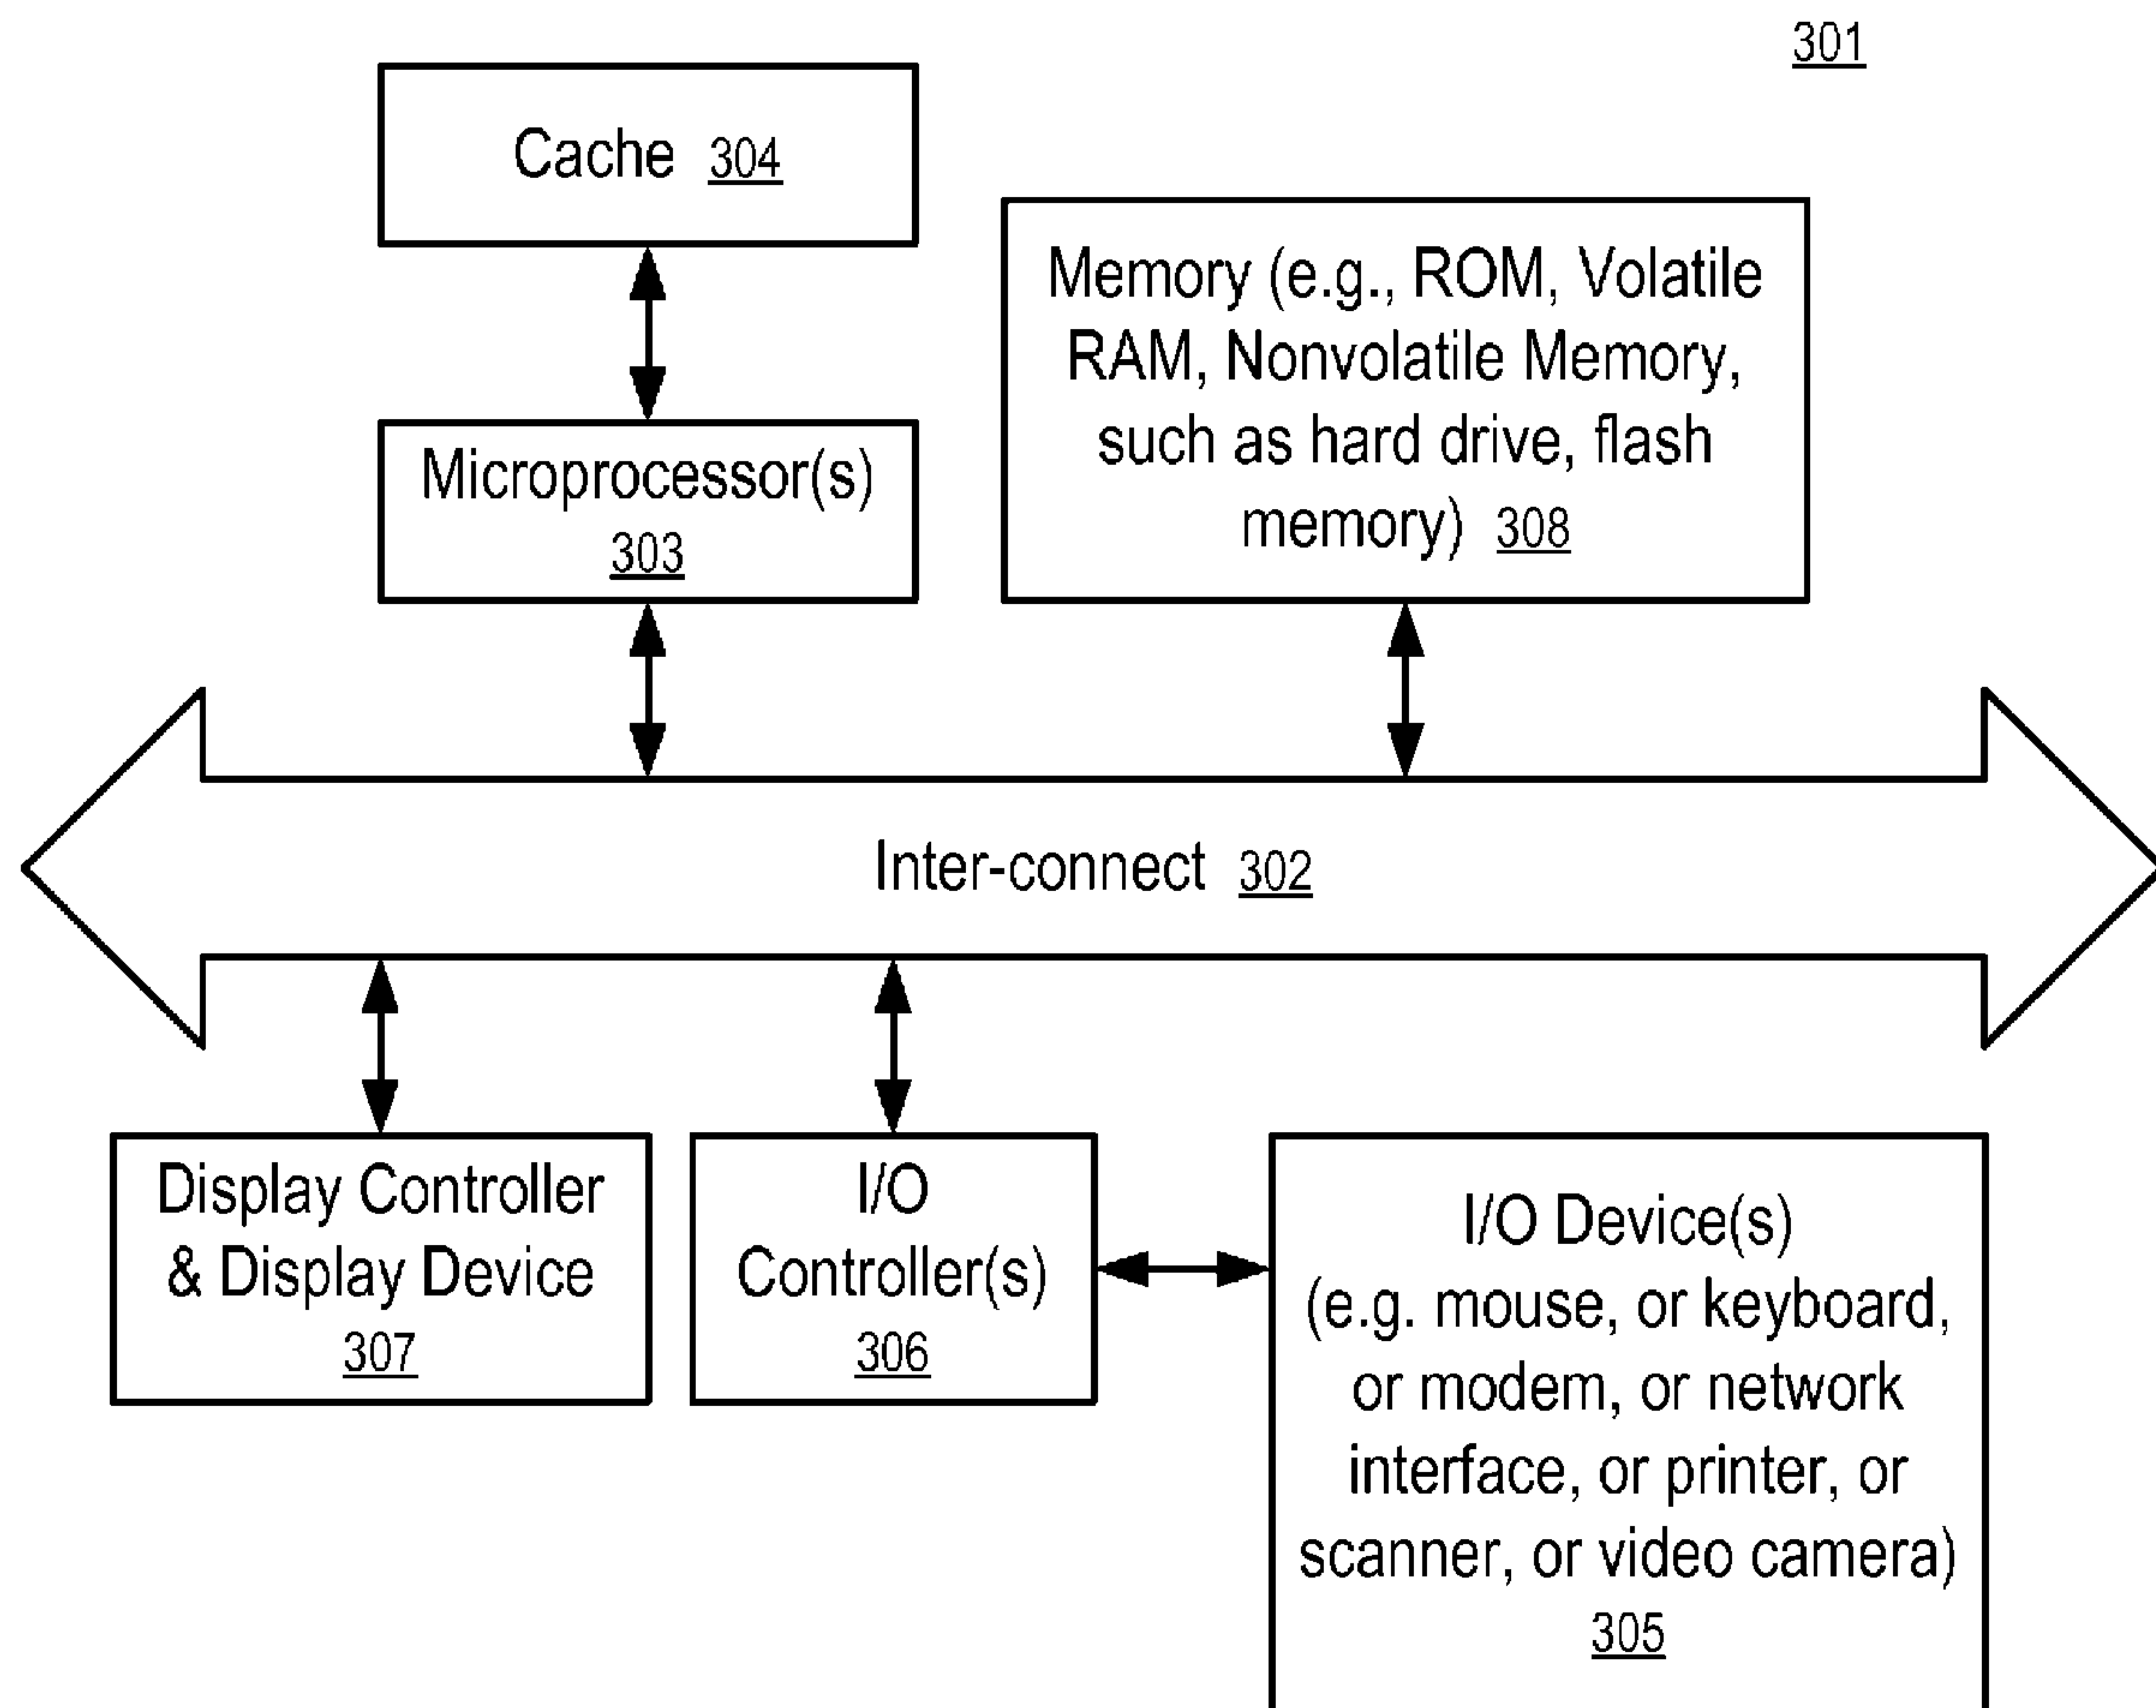 301
Cache 304
Memory (e.g., ROM, Volatile
RAM, Nonvolatile Memory,
such as hard drive, flash
memory) 308
Microprocessor(s)
303
Inter-connect 302
Display Controller
& Display Device
307
I/O
Controller(s)
306
I/O Device(s)
(e.g. mouse, or keyboard,
or modem, or network
interface, or printer, or
scanner, or video camera)
305